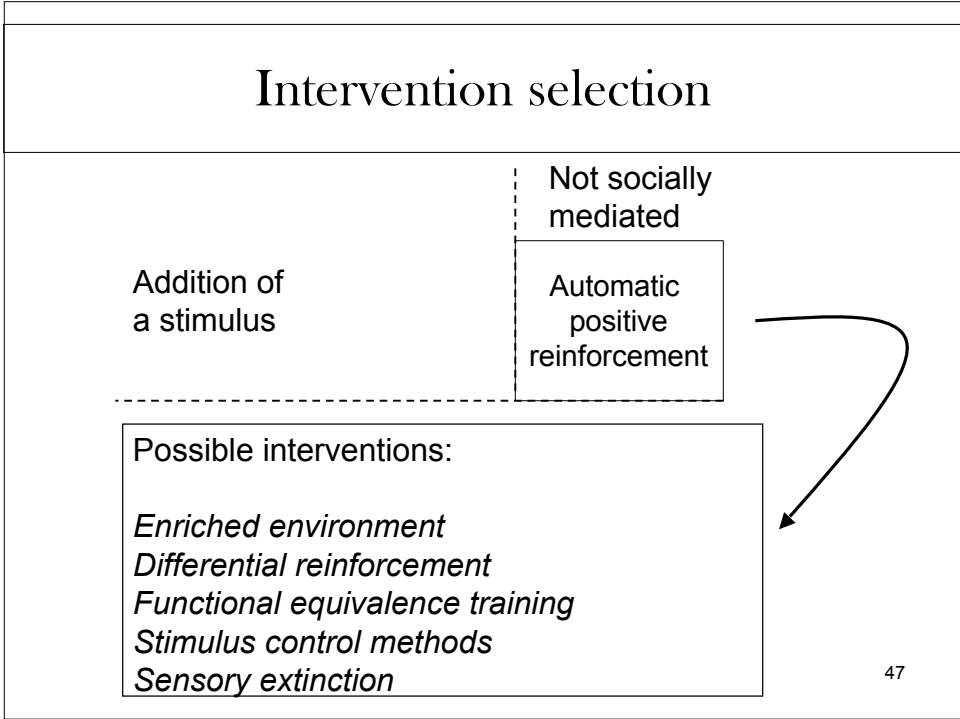 Intervention selection
Not socially
mediated
Addition of
a stimulus
Automatic
positive
reinforcement
Possible interventions:
Enriched environment
Differential reinforcement
Functional equivalence training
Stimulus control methods
Sensory extinction
47